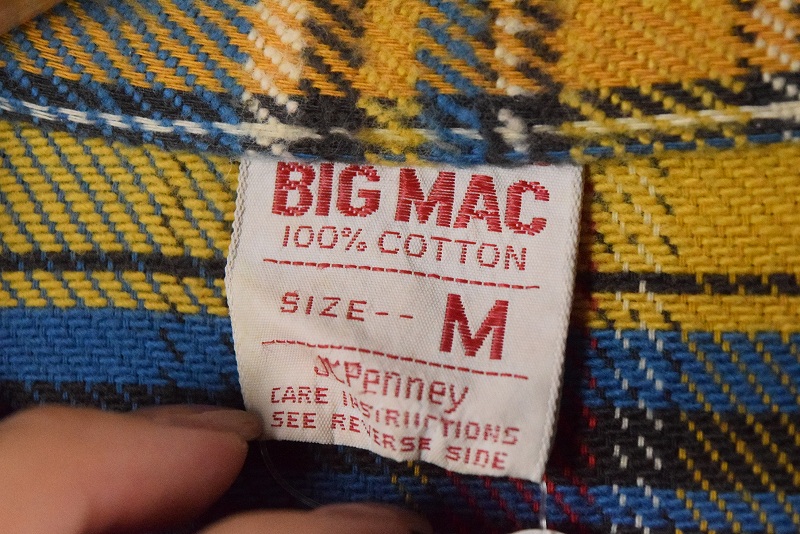 BIG MAC
100% COTTON
SIZE-- M
JCPenney
CARE INSTRUCTIONS
SEE REVERSE SIDE